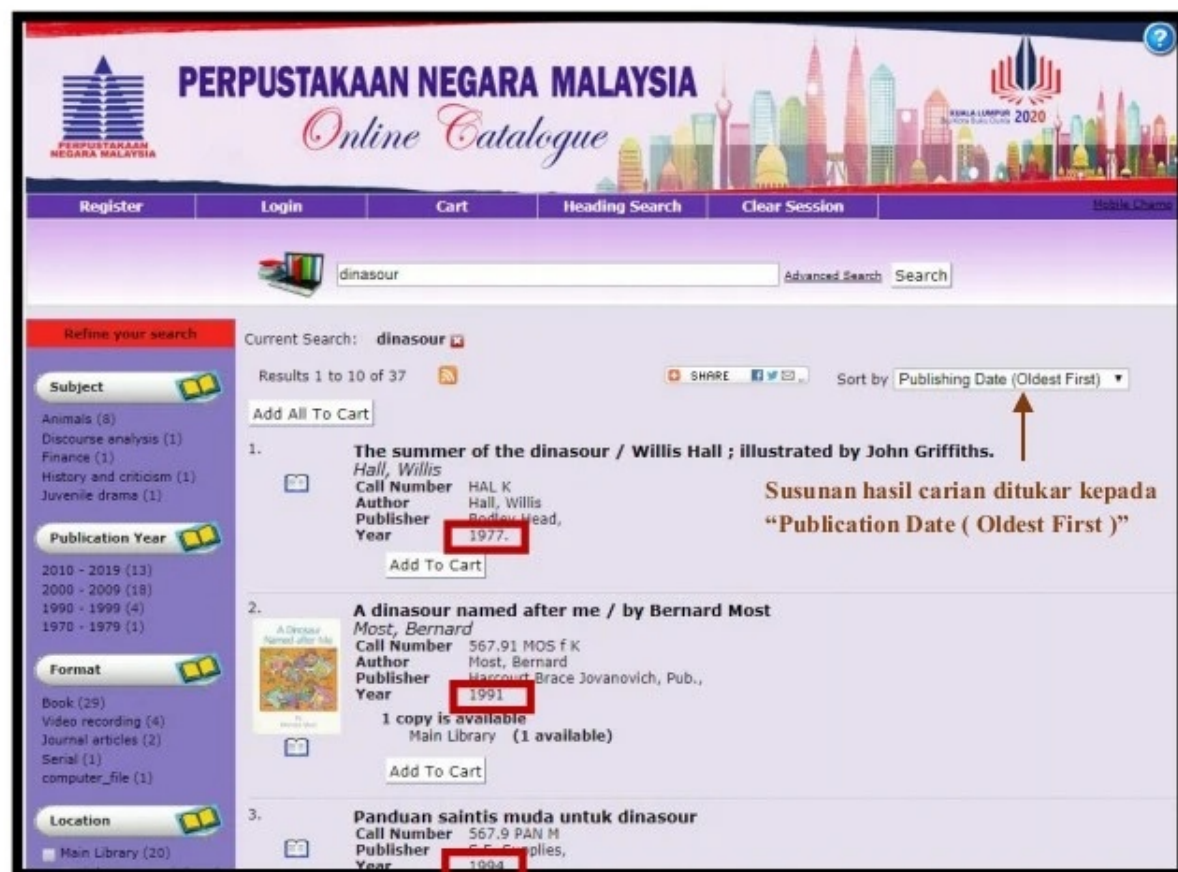 PERPUSTAKAAN NEGARA MALAYSIA
Online Catalogue
PERPUSTAKAAN
NEGARA MALAYSIA
KUALA LUMPUR 2020
?
Register Login Cart Heading Search Clear Session
dinasour Advanced Search Search
Refine your search
Subject
Animals (8)
Discourse analysis (1)
Finance (1)
History and criticism (1)
Juvenile drama (1)
Publication Year
2010 - 2019 (13)
2000 - 2009 (18)
1990 - 1999 (4)
1970 - 1979 (1)
Format
Book (29)
Video recording (4)
Journal articles (2)
Serial (1)
computer_file (1)
Location
Main Library (20)
Current Search: dinasour
Results 1 to 10 of 37 SHARE Sort by Publishing Date (Oldest First)
Add All To Cart
1. The summer of the dinasour / Willis Hall ; illustrated by John Griffiths.
Hall, Willis
Call Number HAL K
Author Hall, Willis
Publisher Bodley Head,
Year 1977.
Add To Cart
Susunan hasil carian ditukar kepada
“Publication Date ( Oldest First )”
2. A dinasour named after me / by Bernard Most
Most, Bernard
Call Number 567.91 MOS f K
Author Most, Bernard
Publisher Harcourt Brace Jovanovich, Pub.,
Year 1991
1 copy is available
Main Library (1 available)
Add To Cart
A Dinosaur
Named after Me
3. Panduan saintis muda untuk dinasour
Call Number 567.9 PAN M
Publisher Supplies,
Year 1994